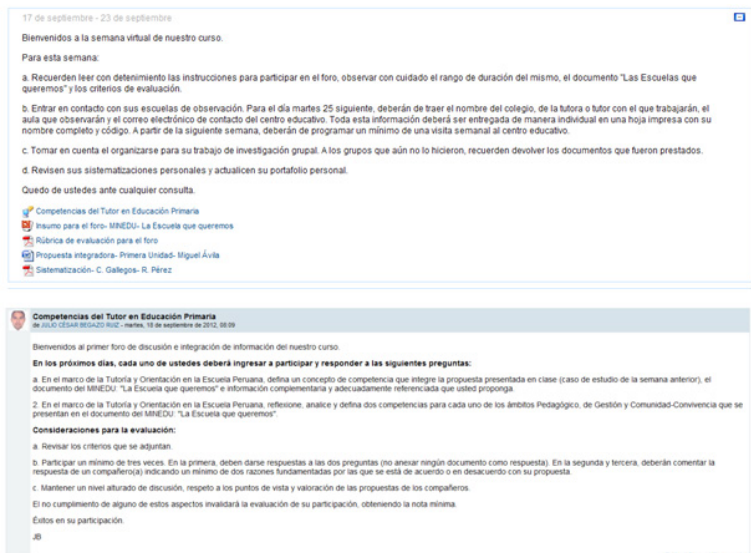 17 de septiembre - 23 de septiembre
Bienvenidos a la semana virtual de nuestro curso.
Para esta semana:
a. Recuerden leer con detenimiento las instrucciones para participar en el foro, observar con cuidado el rango de duración del mismo, el documento "Las Escuelas que
queremos" y los criterios de evaluación.
b. Entrar en contacto con sus escuelas de observación. Para el día martes 25 siguiente, deberán de traer el nombre del colegio, de la tutora o tutor con el que trabajarán, el
aula que observarán y el correo electrónico de contacto del centro educativo. Toda esta información deberá ser entregada de manera individual en una hoja impresa con su
nombre completo y código. A partir de la siguiente semana, deberán de programar un mínimo de una visita semanal al centro educativo.
c. Tomar en cuenta el organizarse para su trabajo de investigación grupal. A los grupos que aún no lo hicieron, recuerden devolver los documentos que fueron prestados.
d. Revisen sus sistematizaciones personales y actualicen su portafolio personal.
Quedo de ustedes ante cualquier consulta.
Competencias del Tutor en Educación Primaria
Insumo para el foro- MINEDU- La Escuela que queremos
Rúbrica de evaluación para el foro
Propuesta integradora- Primera Unidad- Miguel Ávila
Sistematización- C. Gallegos- R. Pérez
Competencias del Tutor en Educación Primaria
de JULIO CÉSAR BEGAZO RUIZ - martes, 18 de septiembre de 2012, 08:09
Bienvenidos al primer foro de discusión e integración de información del nuestro curso.
En los próximos días, cada uno de ustedes deberá ingresar a participar y responder a las siguientes preguntas:
a. En el marco de la Tutoría y Orientación en la Escuela Peruana, defina un concepto de competencia que integre la propuesta presentada en clase (caso de estudio de la semana anterior), el
documento del MINEDU: "La Escuela que queremos" e información complementaria y adecuadamente referenciada que usted proponga.
2. En el marco de la Tutoría y Orientación en la Escuela Peruana, reflexione, analice y defina dos competencias para cada uno de los ámbitos Pedagógico, de Gestión y Comunidad-Convivencia que se
presentan en el documento del MINEDU: "La Escuela que queremos".
Consideraciones para la evaluación:
a. Revisar los criterios que se adjuntan.
b. Participar un mínimo de tres veces. En la primera, deben darse respuestas a las dos preguntas (no anexar ningún documento como respuesta). En la segunda y tercera, deberán comentar la
respuesta de un compañero(a) indicando un mínimo de dos razones fundamentadas por las que se está de acuerdo o en desacuerdo con su propuesta.
c. Mantener un nivel alturado de discusión, respeto a los puntos de vista y valoración de las propuestas de los compañeros.
El no cumplimiento de alguno de estos aspectos invalidará la evaluación de su participación, obteniendo la nota mínima.
Éxitos en su participación.
JB